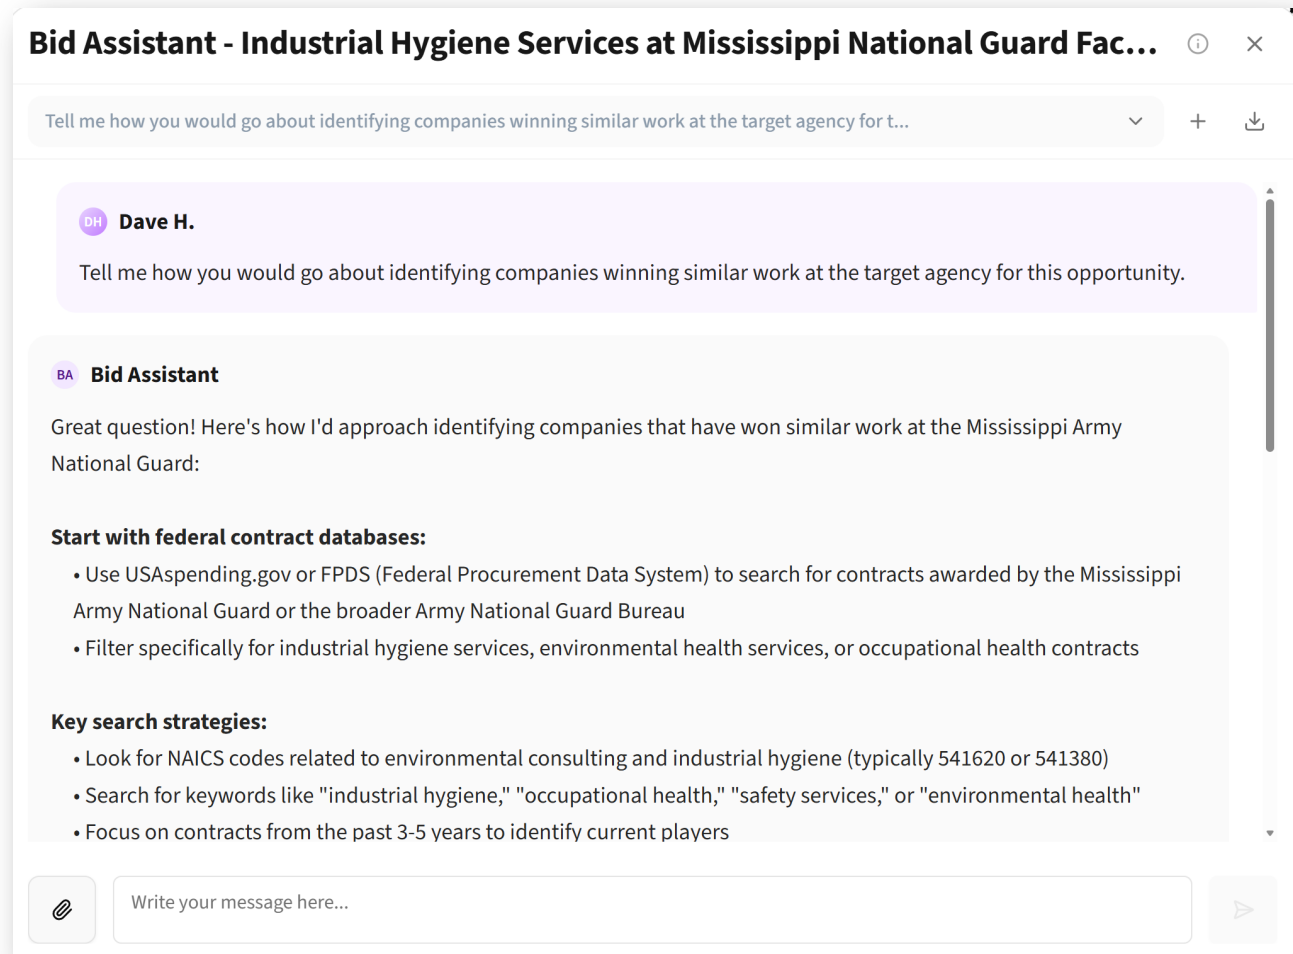 Bid Assistant - Industrial Hygiene Services at Mississippi National Guard Fac...
Tell me how you would go about identifying companies winning similar work at the target agency for t...
DH Dave H.
Tell me how you would go about identifying companies winning similar work at the target agency for this opportunity.
BA Bid Assistant
Great question! Here's how I'd approach identifying companies that have won similar work at the Mississippi Army
National Guard:
Start with federal contract databases:
• Use USAspending.gov or FPDS (Federal Procurement Data System) to search for contracts awarded by the Mississippi
Army National Guard or the broader Army National Guard Bureau
• Filter specifically for industrial hygiene services, environmental health services, or occupational health contracts
Key search strategies:
• Look for NAICS codes related to environmental consulting and industrial hygiene (typically 541620 or 541380)
• Search for keywords like "industrial hygiene," "occupational health," "safety services," or "environmental health"
• Focus on contracts from the past 3-5 years to identify current players
Write your message here...